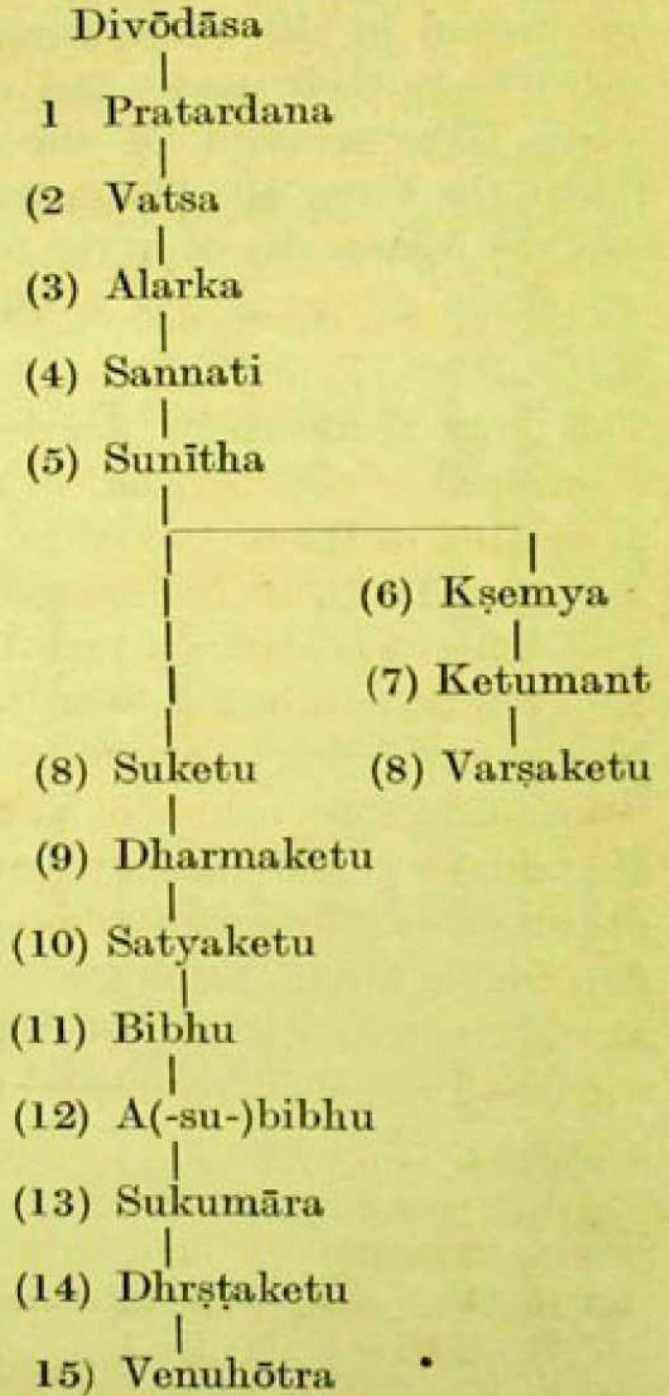 Divōdāsa
1 Pratardana
(2 Vatsa
(3) Alarka
(4) Sannati
(5) Sunītha
(6) Kṣemya
(7) Ketumant
(8) Suketu (8) Varṣaketu
(9) Dharmaketu
(10) Satyaketu
(11) Bibhu
(12) A(-su-)bibhu
(13) Sukumāra
(14) Dhrṣṭaketu
15) Venuhōtra